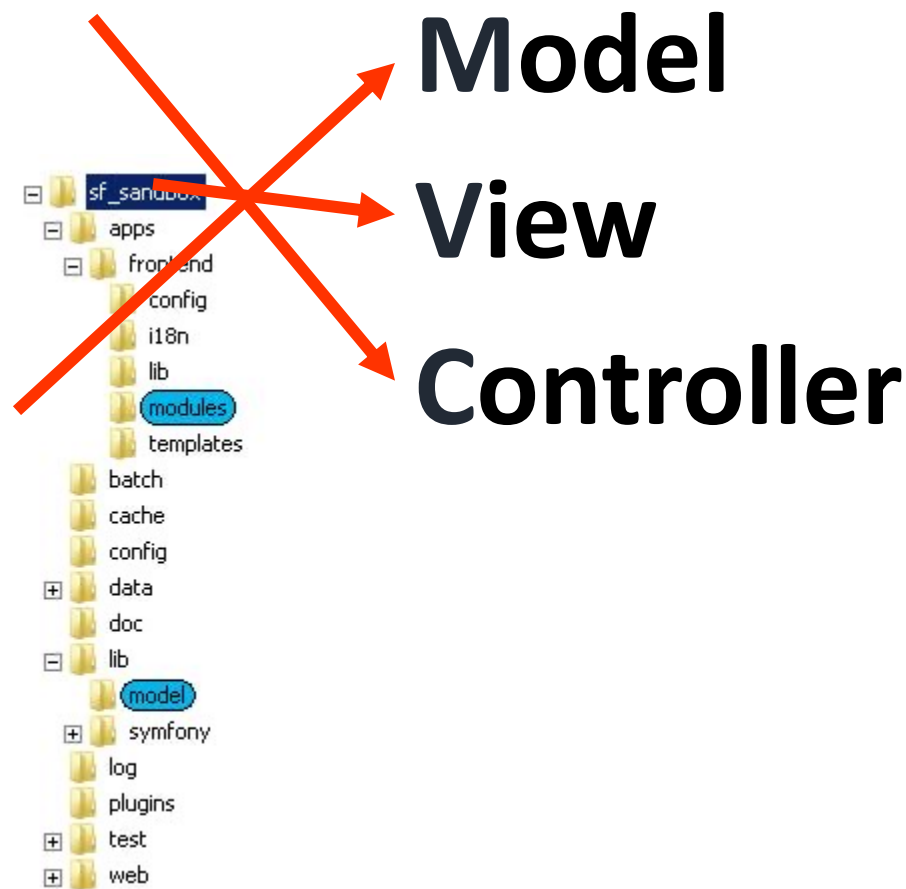 Model
View
Controller
sf_sandbox
apps
frontend
config
i18n
lib
modules
templates
batch
cache
config
data
doc
lib
model
symfony
log
plugins
test
web